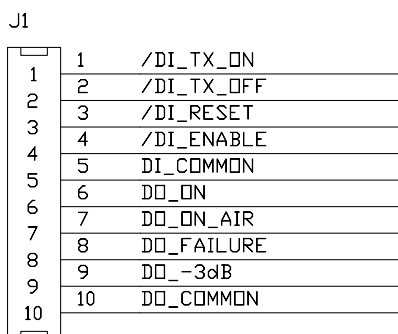 J1
1 1 /DI_TX_ON
2 2 /DI_TX_OFF
3 3 /DI_RESET
4 4 /DI_ENABLE
5 5 DI_COMMON
6 6 DO_ON
7 7 DO_ON_AIR
8 8 DO_FAILURE
9 9 DO_-3dB
10 10 DO_COMMON